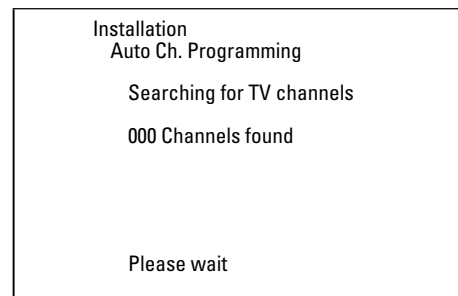 Installation
Auto Ch. Programming
Searching for TV channels
000 Channels found
Please wait